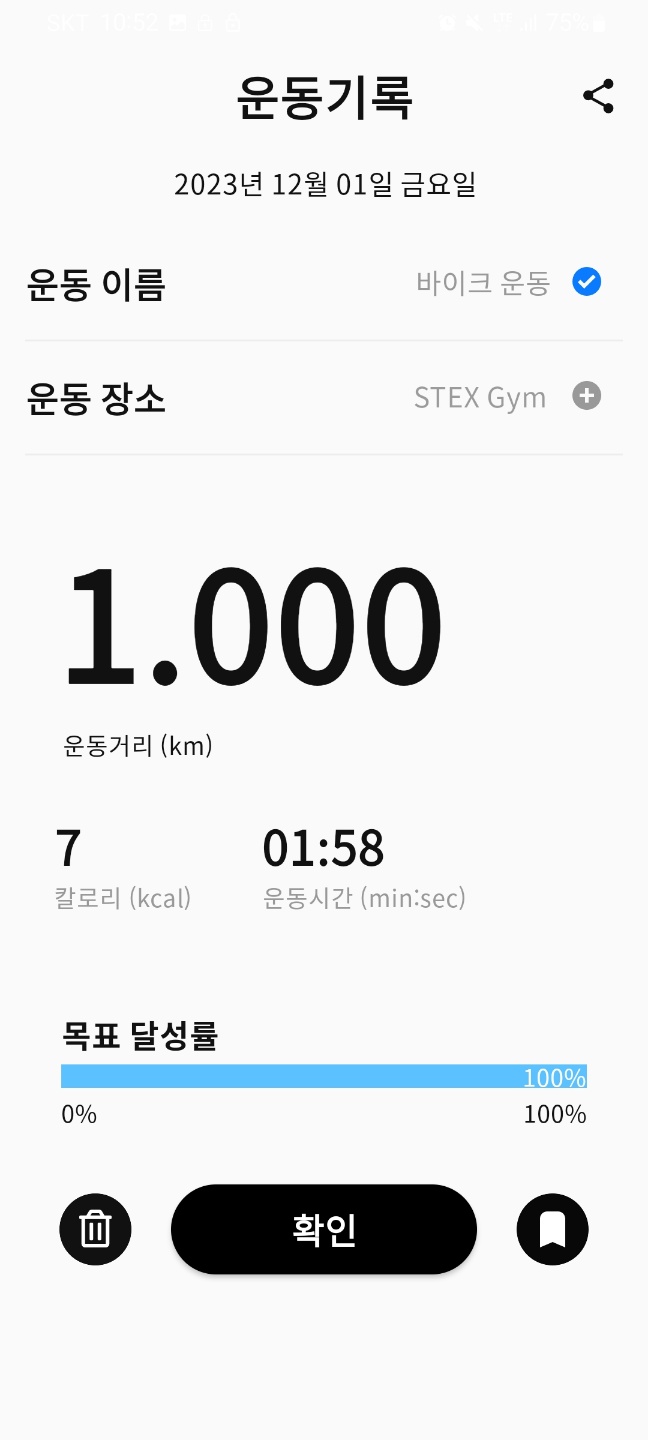 SKT 10:52 75%
운동기록
2023년 12월 01일 금요일
운동 이름 바이크 운동
운동 장소 STEX Gym
1.000
운동거리 (km)
7 01:58
칼로리 (kcal) 운동시간 (min:sec)
목표 달성률
100%
0% 100%
확인